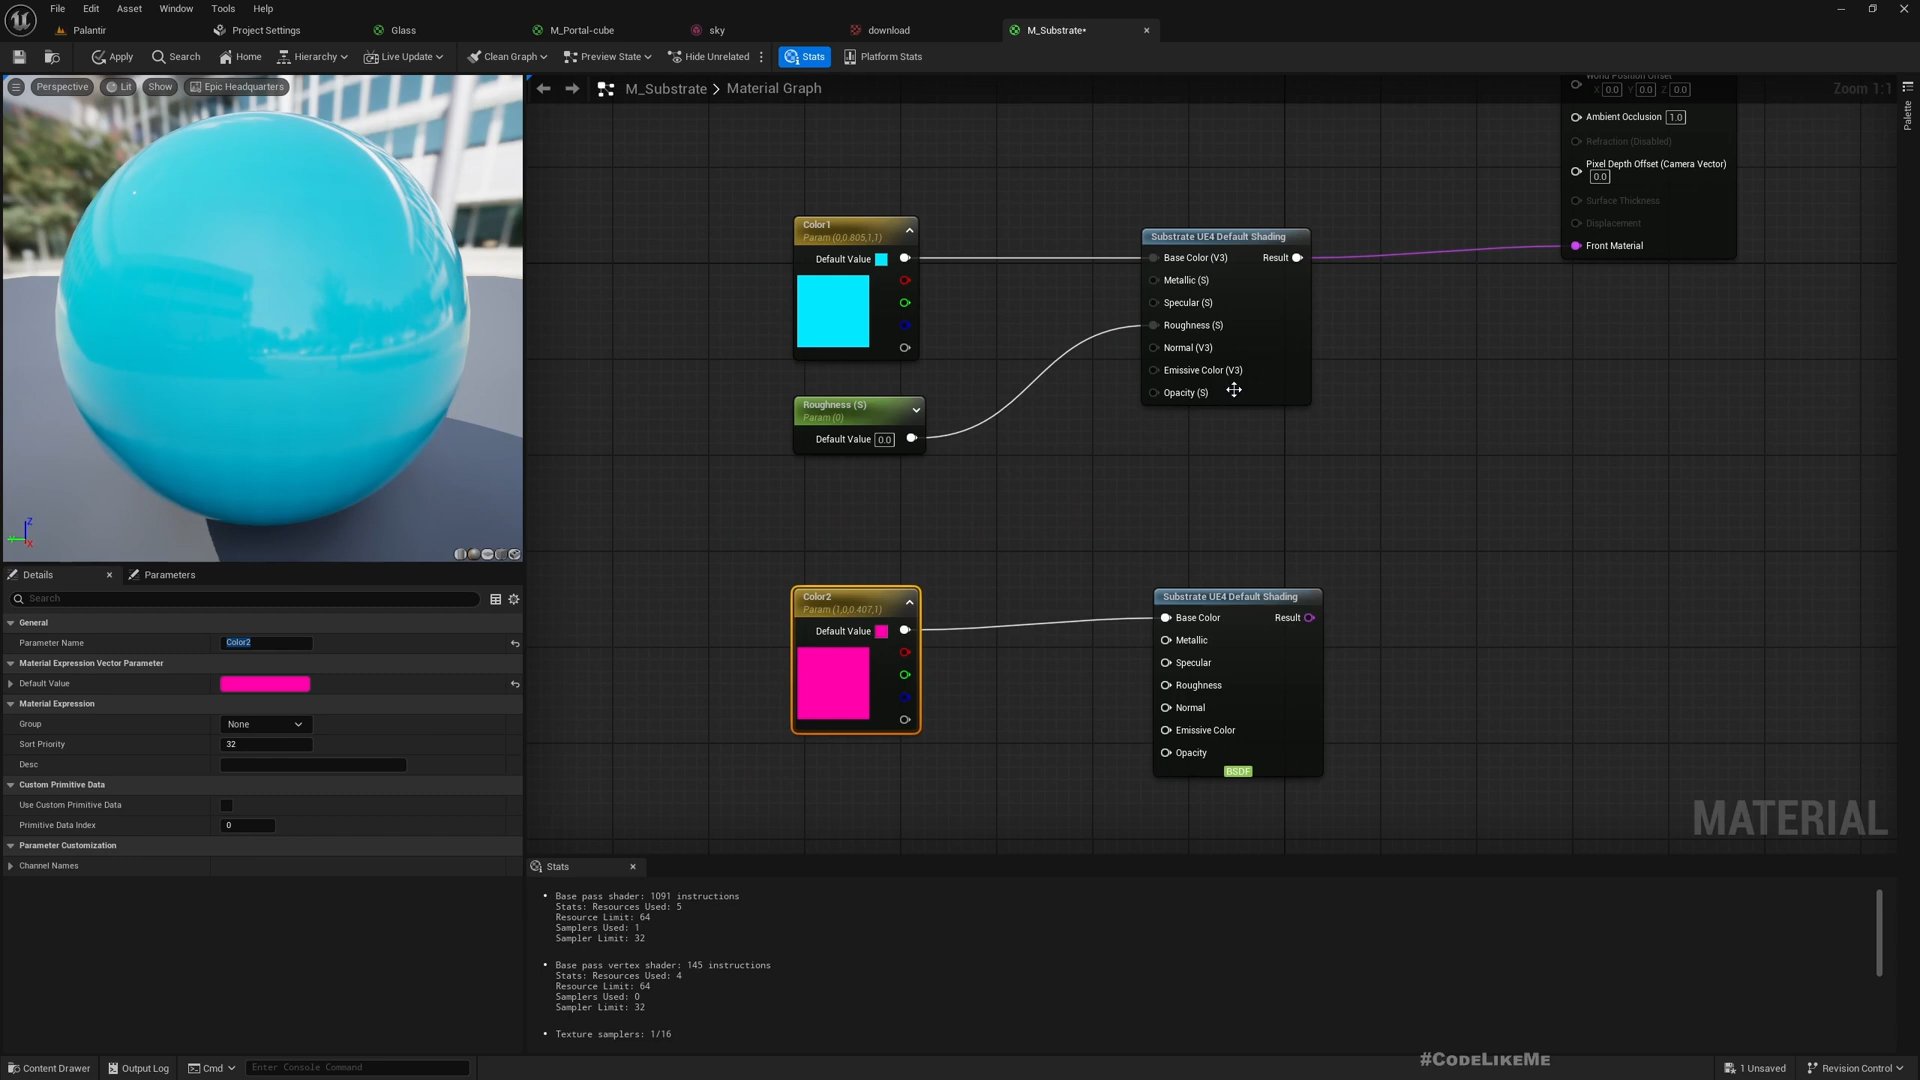 File Edit Asset Window Tools Help
Palantir Project Settings Glass M_Portal-cube sky download M_Substrate•
Apply Search Home Hierarchy Live Update Clean Graph Preview State Hide Unrelated Stats Platform Stats
Perspective Lit Show Epic Headquarters
M_Substrate > Material Graph
Zoom 1:1
Palette
World Position Offset
X 0.0 Y 0.0 Z 0.0
Ambient Occlusion 1.0
Refraction (Disabled)
Pixel Depth Offset (Camera Vector)
0.0
Surface Thickness
Displacement
Front Material
Color1
Param (0,0.805,1,1)
Default Value
Substrate UE4 Default Shading
Base Color (V3) Result
Metallic (S)
Specular (S)
Roughness (S)
Normal (V3)
Emissive Color (V3)
Opacity (S)
Roughness (S)
Param (0)
Default Value 0.0
Color2
Param (1,0,0.407,1)
Default Value
Substrate UE4 Default Shading
Base Color Result
Metallic
Specular
Roughness
Normal
Emissive Color
Opacity
BSDF
MATERIAL
Z
Y
X
Details Parameters
Search
General
Parameter Name Color2
Material Expression Vector Parameter
Default Value
Material Expression
Group None
Sort Priority 32
Desc
Custom Primitive Data
Use Custom Primitive Data
Primitive Data Index 0
Parameter Customization
Channel Names
Stats
• Base pass shader: 1091 instructions
Stats: Resources Used: 5
Resource Limit: 64
Samplers Used: 1
Sampler Limit: 32
• Base pass vertex shader: 145 instructions
Stats: Resources Used: 4
Resource Limit: 64
Samplers Used: 0
Sampler Limit: 32
• Texture samplers: 1/16
#CodeLikeMe
Content Drawer Output Log Cmd Enter Console Command 1 Unsaved Revision Control